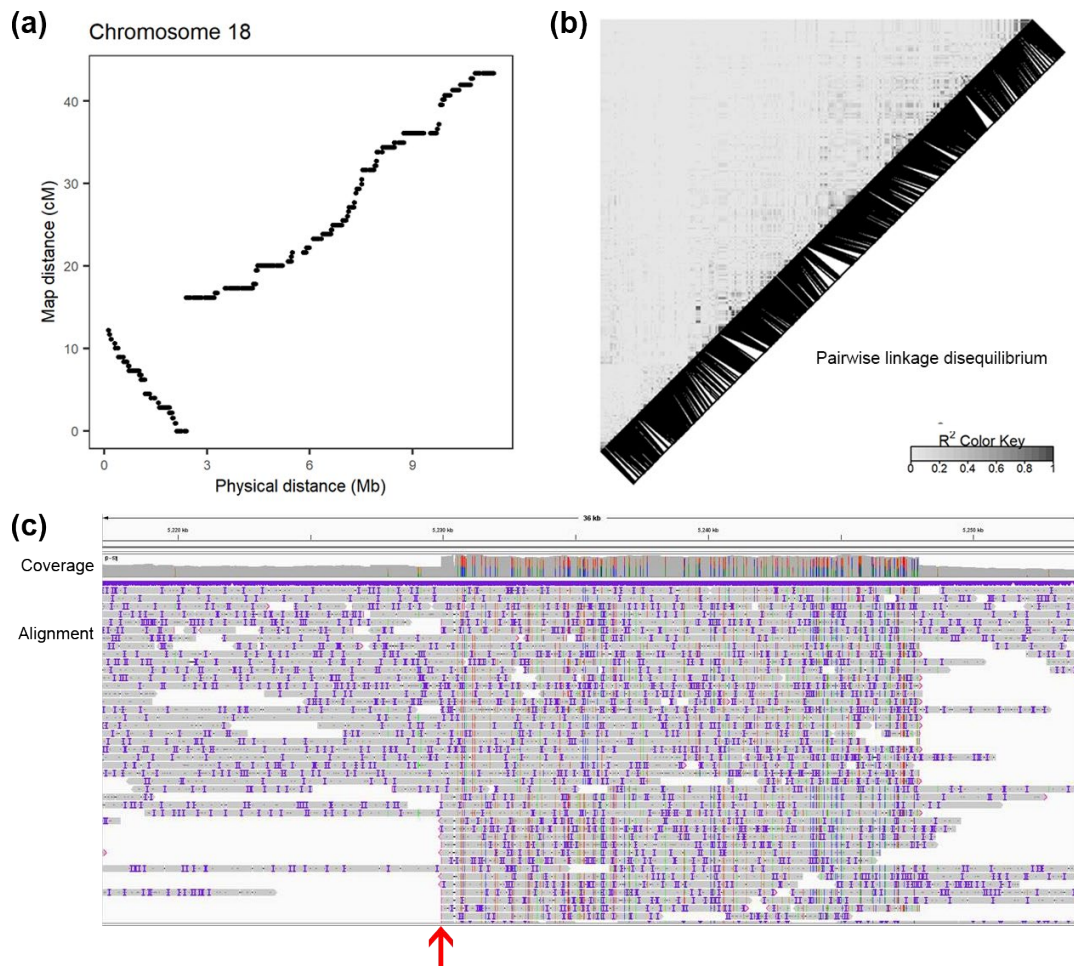 (a)
Chromosome 18
Map distance (cM)
40
30
20
10
0
0 3 6 9
Physical distance (Mb)
(b)
Pairwise linkage disequilibrium
R² Color Key
0 0.2 0.4 0.6 0.8 1
(c)
36 kb
5,220 kb 5,230 kb 5,240 kb 5,250 kb
Coverage
Alignment